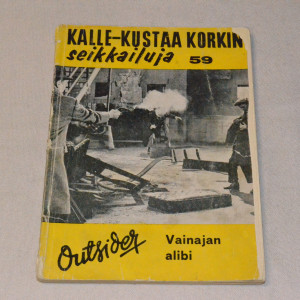 KALLE-KUSTAA KORKIN
seikkailuja 59
Outsider
Vainajan
alibi